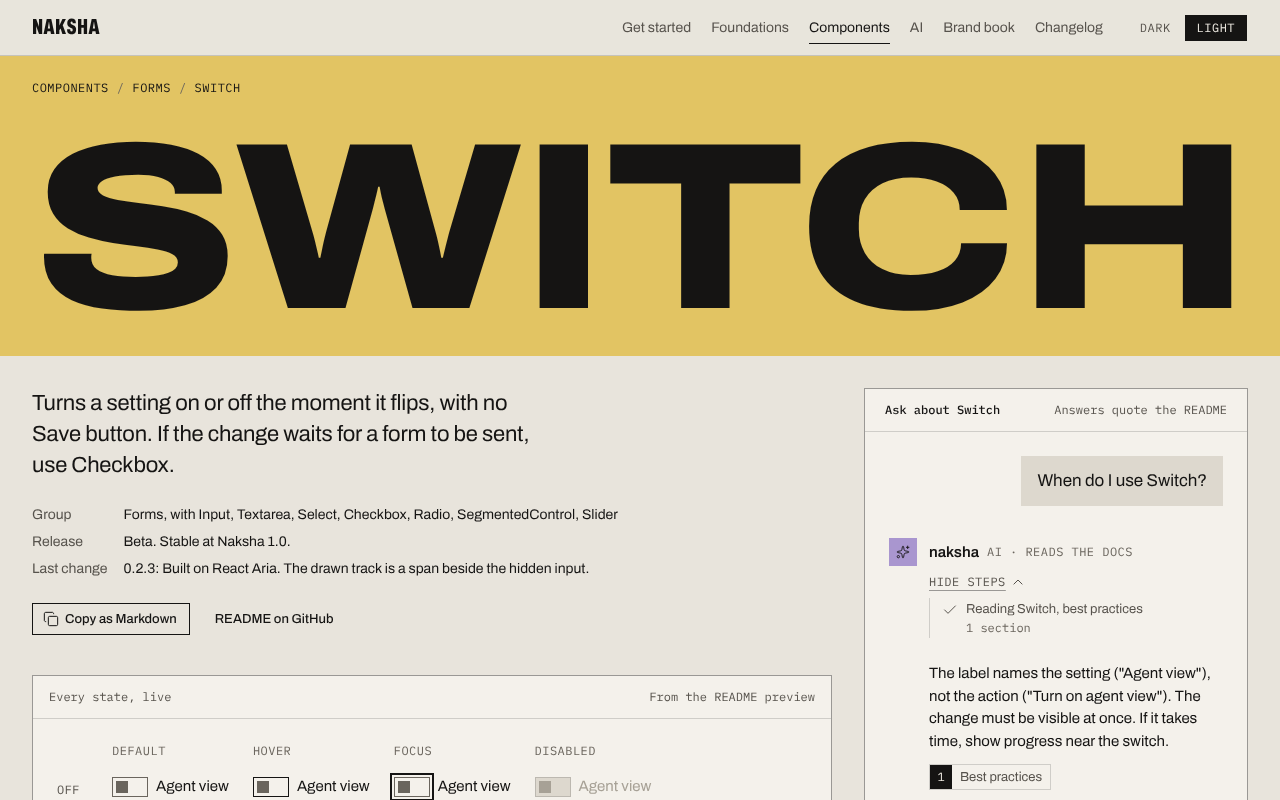 NAKSHA
Get started Foundations Components AI Brand book Changelog DARK LIGHT
COMPONENTS / FORMS / SWITCH
SWITCH
Turns a setting on or off the moment it flips, with no
Save button. If the change waits for a form to be sent,
use Checkbox.
Group Forms, with Input, Textarea, Select, Checkbox, Radio, SegmentedControl, Slider
Release Beta. Stable at Naksha 1.0.
Last change 0.2.3: Built on React Aria. The drawn track is a span beside the hidden input.
Copy as Markdown README on GitHub
Every state, live From the README preview
DEFAULT HOVER FOCUS DISABLED
OFF Agent view Agent view Agent view Agent view
Ask about Switch Answers quote the README
When do I use Switch?
naksha AI · READS THE DOCS
HIDE STEPS
Reading Switch, best practices
1 section
The label names the setting ("Agent view"),
not the action ("Turn on agent view"). The
change must be visible at once. If it takes
time, show progress near the switch.
1 Best practices